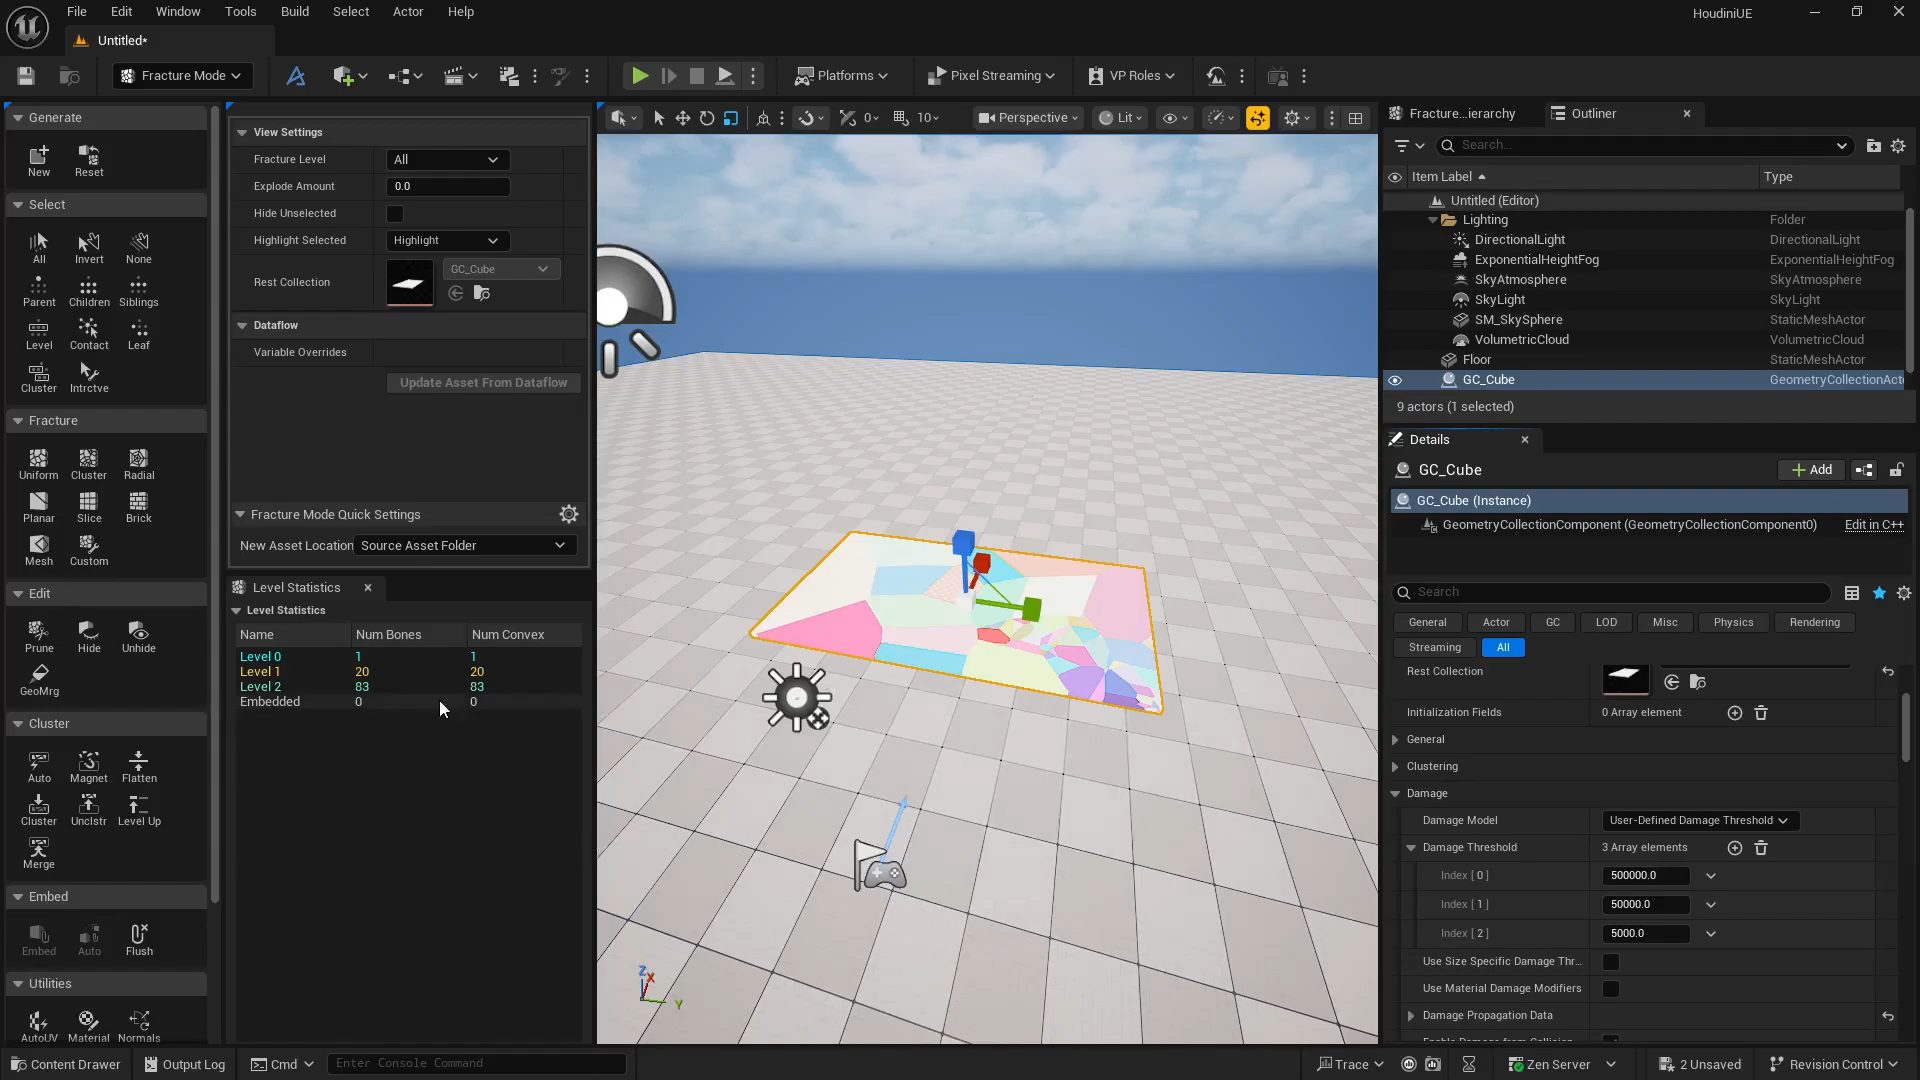 File Edit Window Tools Build Select Actor Help
HoudiniUE
Untitled*
Fracture Mode
Platforms
Pixel Streaming
VP Roles
Generate
New Reset
Select
All Invert None
Parent Children Siblings
Level Contact Leaf
Cluster Intrctve
Fracture
Uniform Cluster Radial
Planar Slice Brick
Mesh Custom
Edit
Prune Hide Unhide
GeoMrg
Cluster
Auto Magnet Flatten
Cluster Unclstr Level Up
Merge
Embed
Embed Auto Flush
Utilities
AutoUV Material Normals
View Settings
Fracture Level All
Explode Amount 0.0
Hide Unselected
Highlight Selected Highlight
Rest Collection GC_Cube
Dataflow
Variable Overrides
Update Asset From Dataflow
Fracture Mode Quick Settings
New Asset Location Source Asset Folder
Level Statistics
Level Statistics
Name Num Bones Num Convex
Level 0 1 1
Level 1 20 20
Level 2 83 83
Embedded 0 0
0 10 Perspective Lit
Z X Y
Fracture...ierarchy Outliner
Search...
Item Label Type
Untitled (Editor)
Lighting Folder
DirectionalLight DirectionalLight
ExponentialHeightFog ExponentialHeightFog
SkyAtmosphere SkyAtmosphere
SkyLight SkyLight
SM_SkySphere StaticMeshActor
VolumetricCloud VolumetricCloud
Floor StaticMeshActor
GC_Cube GeometryCollectionActo
9 actors (1 selected)
Details
GC_Cube Add
GC_Cube (Instance)
GeometryCollectionComponent (GeometryCollectionComponent0) Edit in C++
Search
General Actor GC LOD Misc Physics Rendering
Streaming All
Rest Collection
Initialization Fields 0 Array element
General
Clustering
Damage
Damage Model User-Defined Damage Threshold
Damage Threshold 3 Array elements
Index [ 0 ] 500000.0
Index [ 1 ] 50000.0
Index [ 2 ] 5000.0
Use Size Specific Damage Thr...
Use Material Damage Modifiers
Damage Propagation Data
Enable Damage from Collision
Content Drawer Output Log Cmd Enter Console Command
Trace Zen Server 2 Unsaved Revision Control